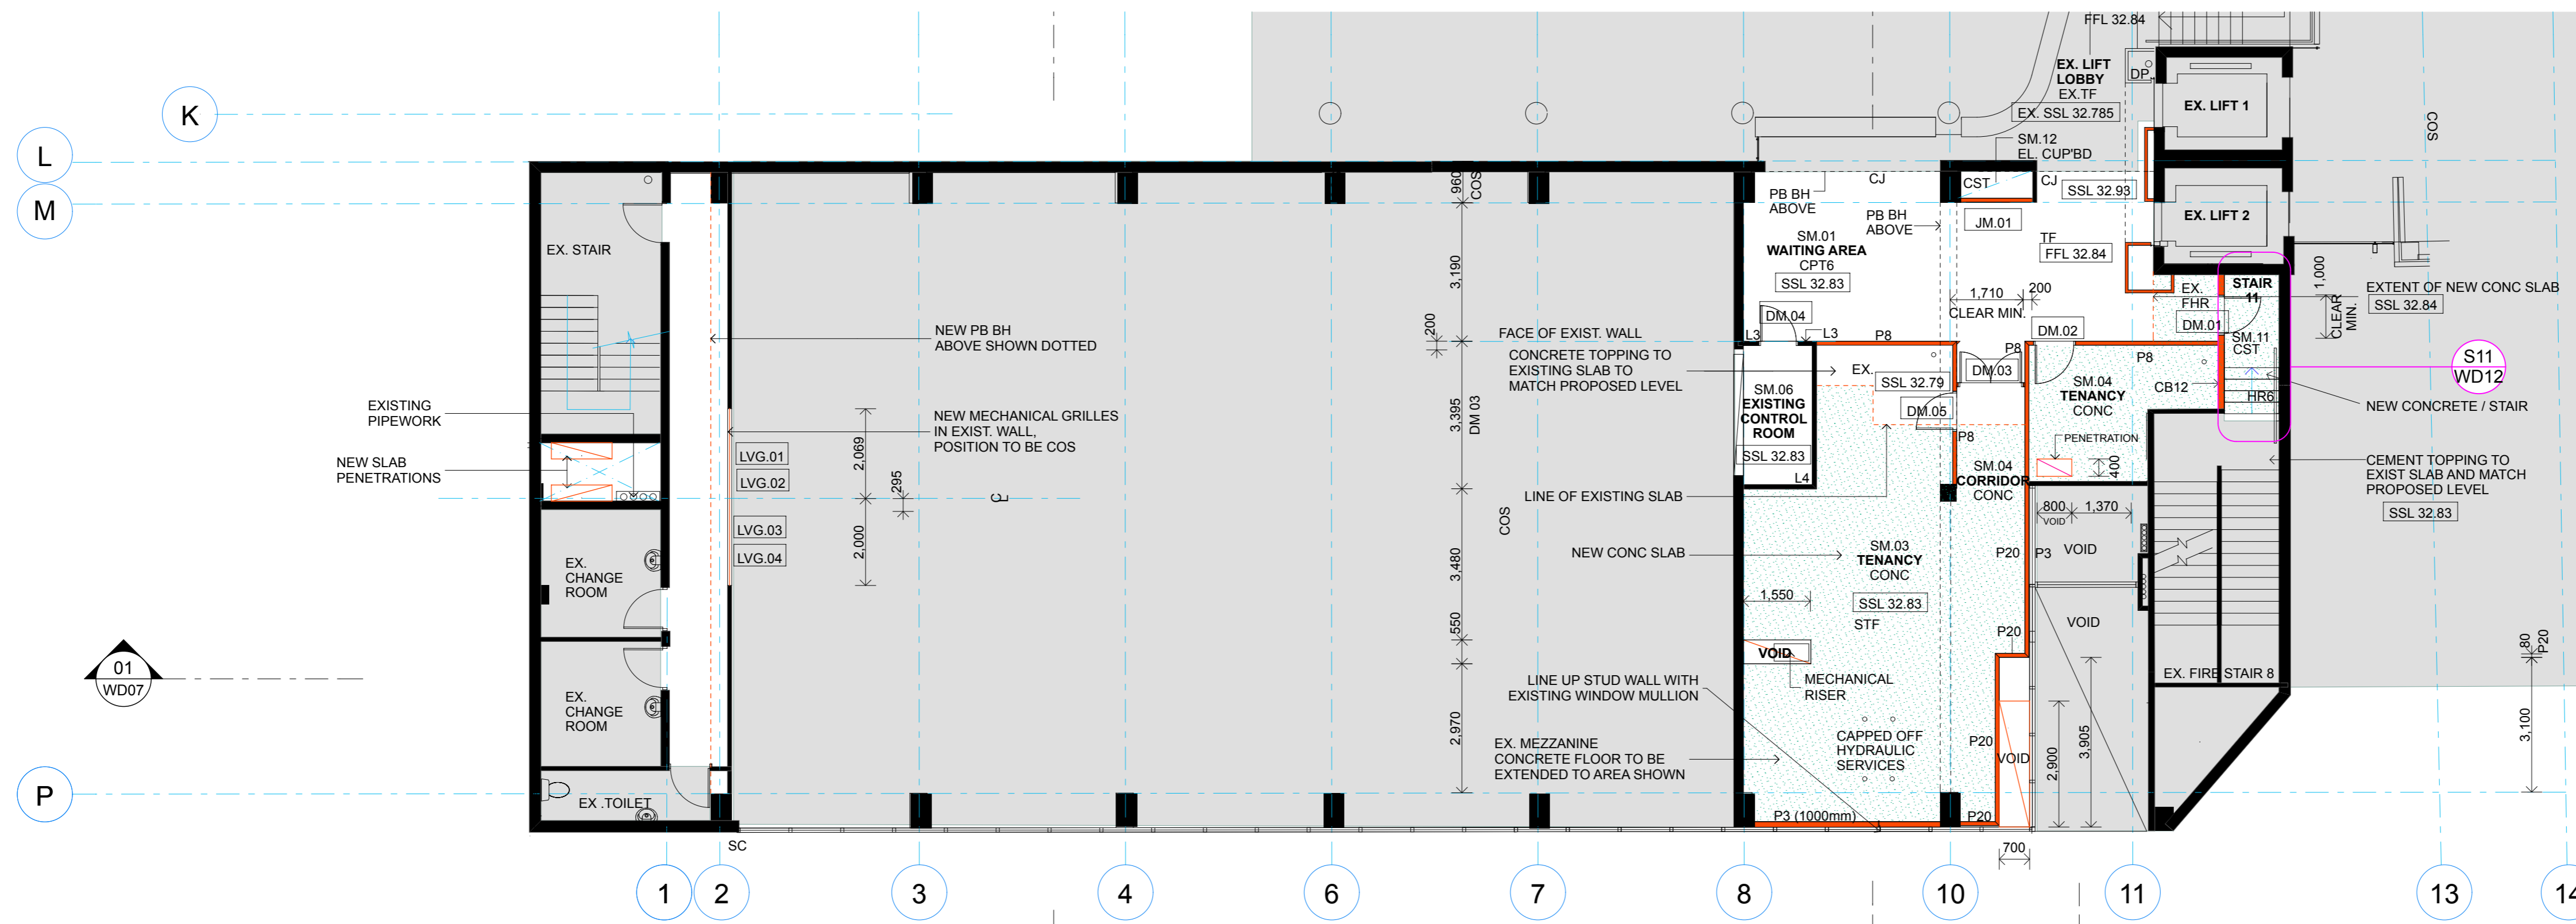 FFL 32.84
EX. LIFT
LOBBY
EX.TF
EX. SSL 32.785
DP
EX. LIFT 1
K
L
M
P
COS
SM.12
EL. CUP'BD
CST
CJ
CJ
SSL 32.93
960
COS
PB BH
ABOVE
PB BH
ABOVE
JM.01
EX. LIFT 2
EX. STAIR
SM.01
WAITING AREA
CPT6
SSL 32.83
TF
FFL 32.84
3,190
1,710
200
CLEAR MIN.
EX.
FHR
STAIR
11
1,000
CLEAR
MIN.
EXTENT OF NEW CONC SLAB
SSL 32.84
NEW PB BH
ABOVE SHOWN DOTTED
200
FACE OF EXIST. WALL
DM.04
L3
L3
P8
DM.02
DM.01
SM.11
CST
CONCRETE TOPPING TO
EXISTING SLAB TO
MATCH PROPOSED LEVEL
EX.
SSL 32.79
P8
DM.03
P8
S11
WD12
SM.06
EXISTING
CONTROL
ROOM
SSL 32.83
L4
DM.05
P8
SM.04
TENANCY
CONC
CB12
HR6
NEW CONCRETE / STAIR
EXISTING
PIPEWORK
NEW MECHANICAL GRILLES
IN EXIST. WALL,
POSITION TO BE COS
2,069
3,395
DM 03
PENETRATION
400
NEW SLAB
PENETRATIONS
LVG.01
LVG.02
295
CL
LINE OF EXISTING SLAB
SM.04
CORRIDOR
CONC
CEMENT TOPPING TO
EXIST SLAB AND MATCH
PROPOSED LEVEL
SSL 32.83
LVG.03
LVG.04
2,000
COS
3,480
NEW CONC SLAB
800
VOID
1,370
SM.03
TENANCY
CONC
SSL 32.83
STF
P20
P3
VOID
EX.
CHANGE
ROOM
1,550
550
VOID
P20
VOID
01
WD07
EX.
CHANGE
ROOM
LINE UP STUD WALL WITH
EXISTING WINDOW MULLION
MECHANICAL
RISER
EX. FIRE STAIR 8
80
P20
2,970
EX. MEZZANINE
CONCRETE FLOOR TO BE
EXTENDED TO AREA SHOWN
CAPPED OFF
HYDRAULIC
SERVICES
P20
VOID
2,900
3,905
3,100
EX .TOILET
P3 (1000mm)
P20
SC
700
1
2
3
4
6
7
8
10
11
13
14